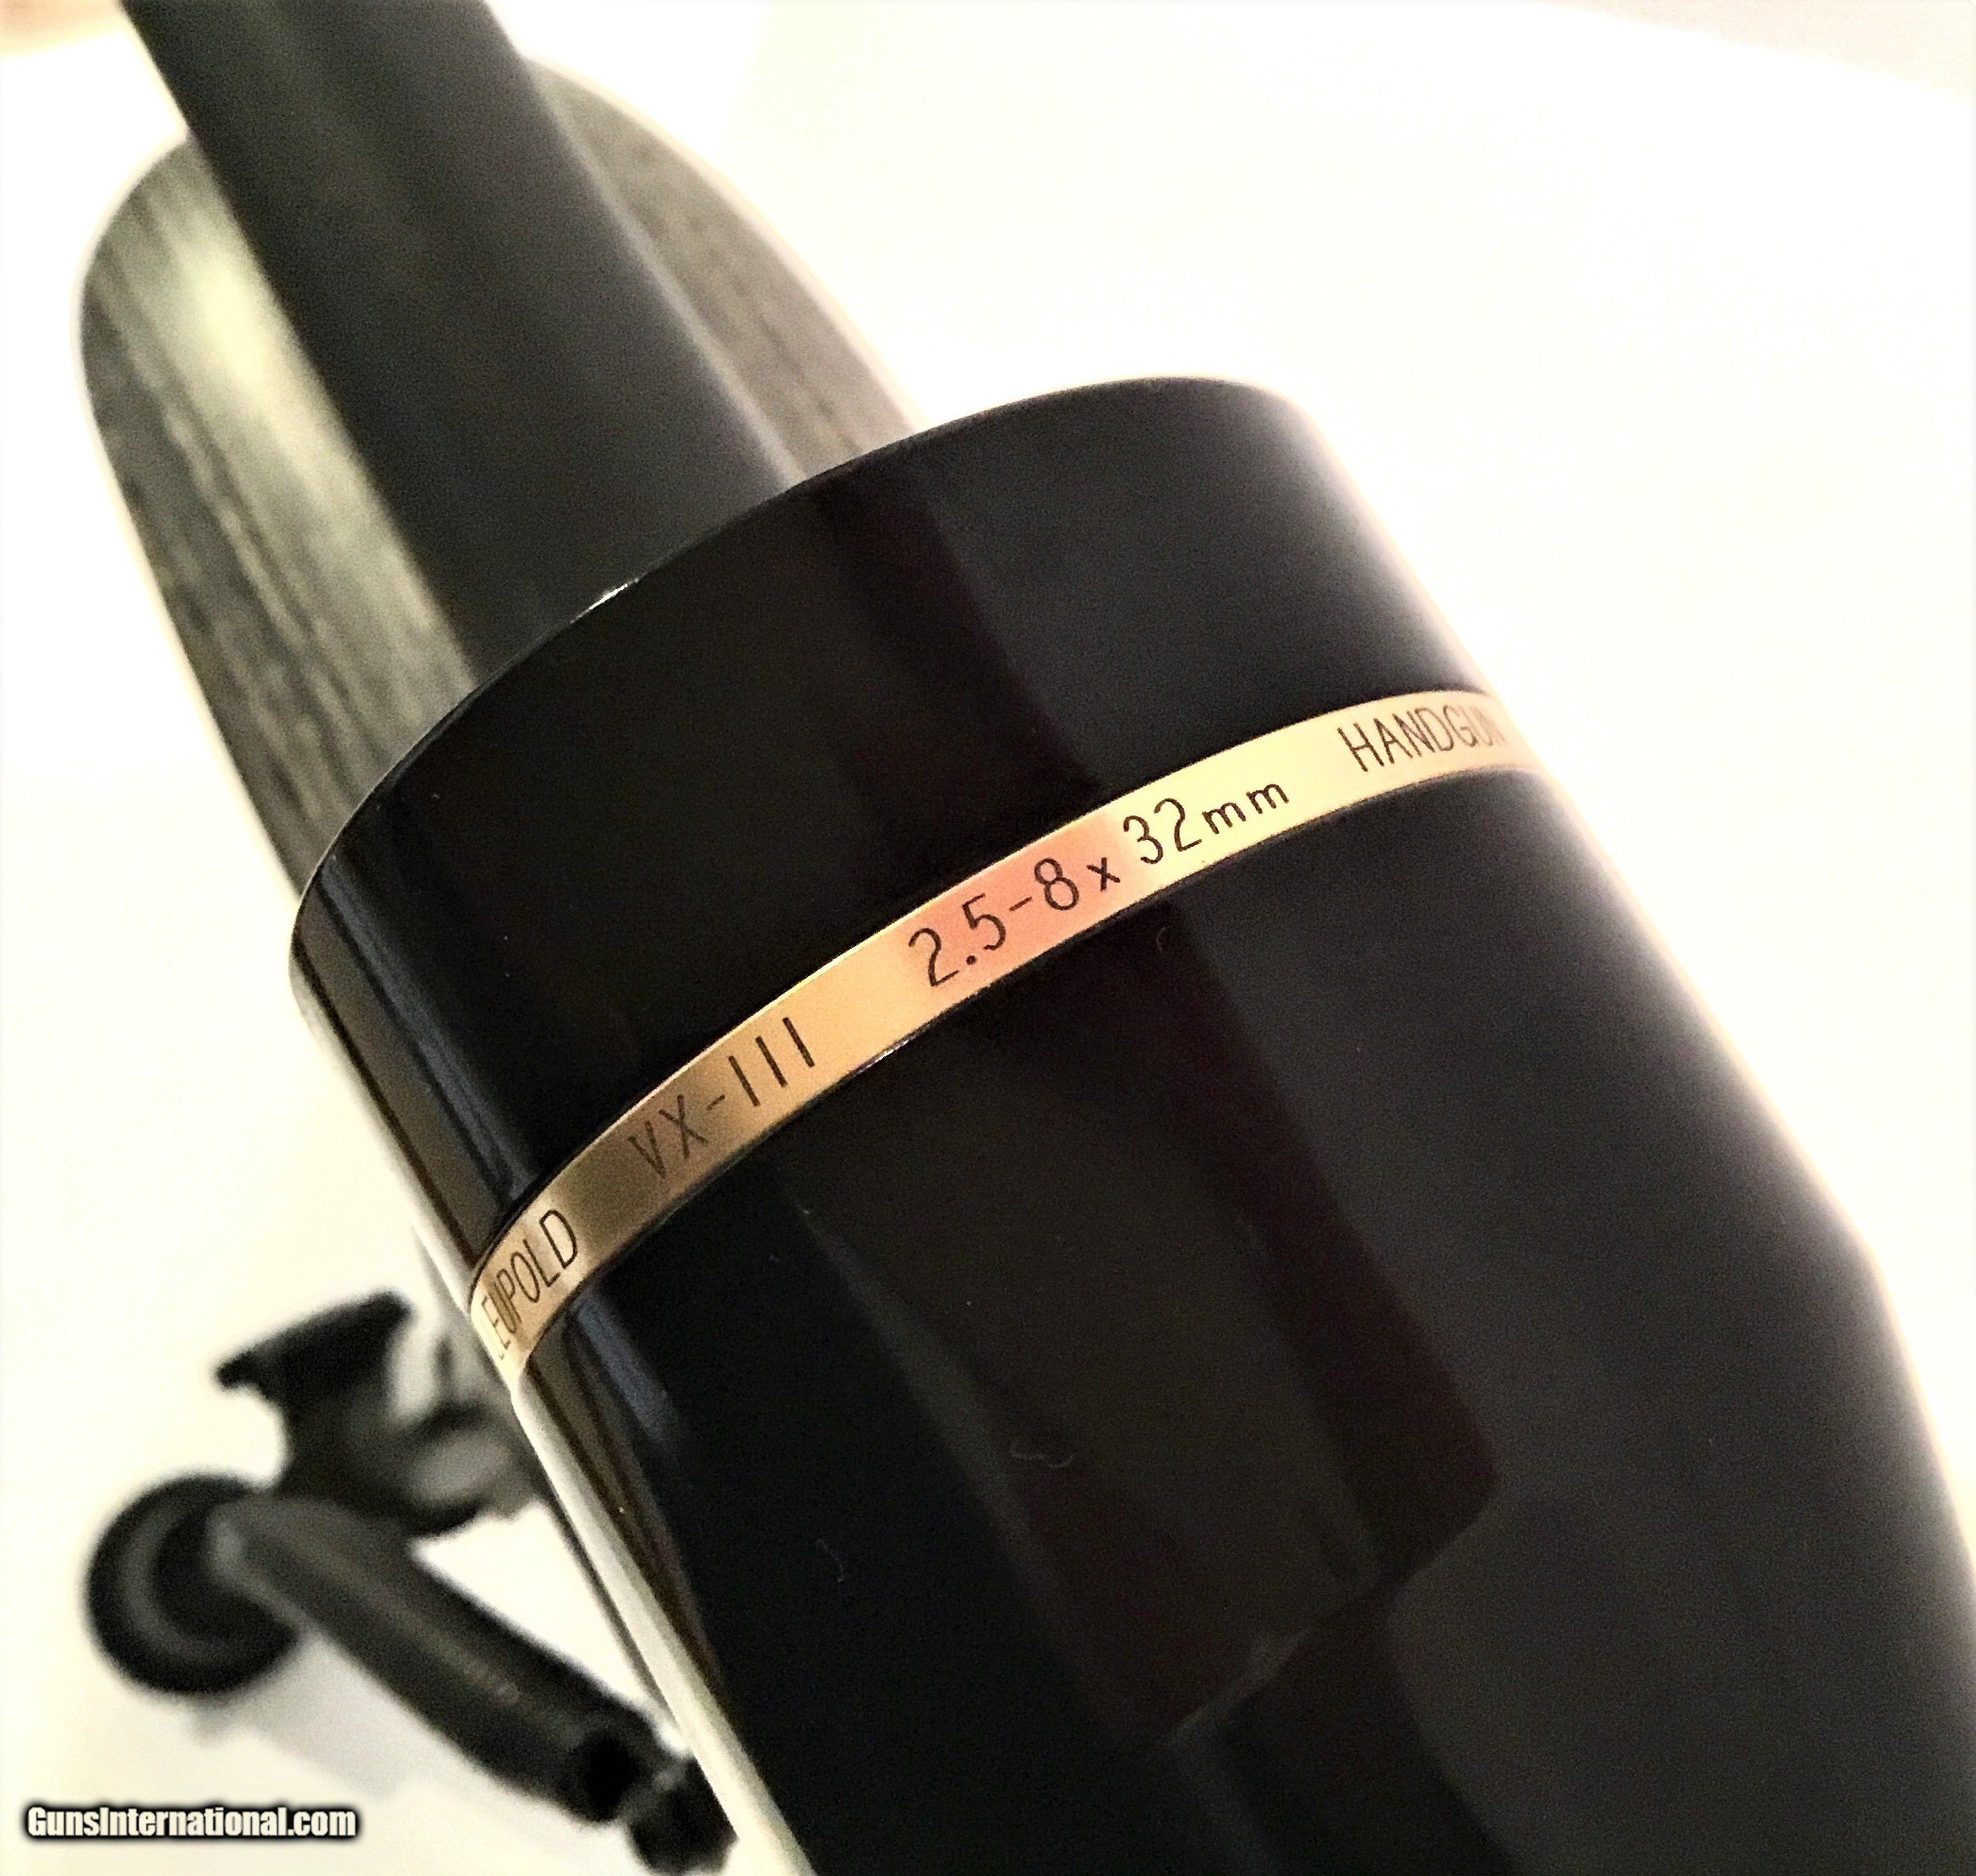 LEUPOLD VX-III 2.5-8x32mm HANDGUN
GunsInternational.com